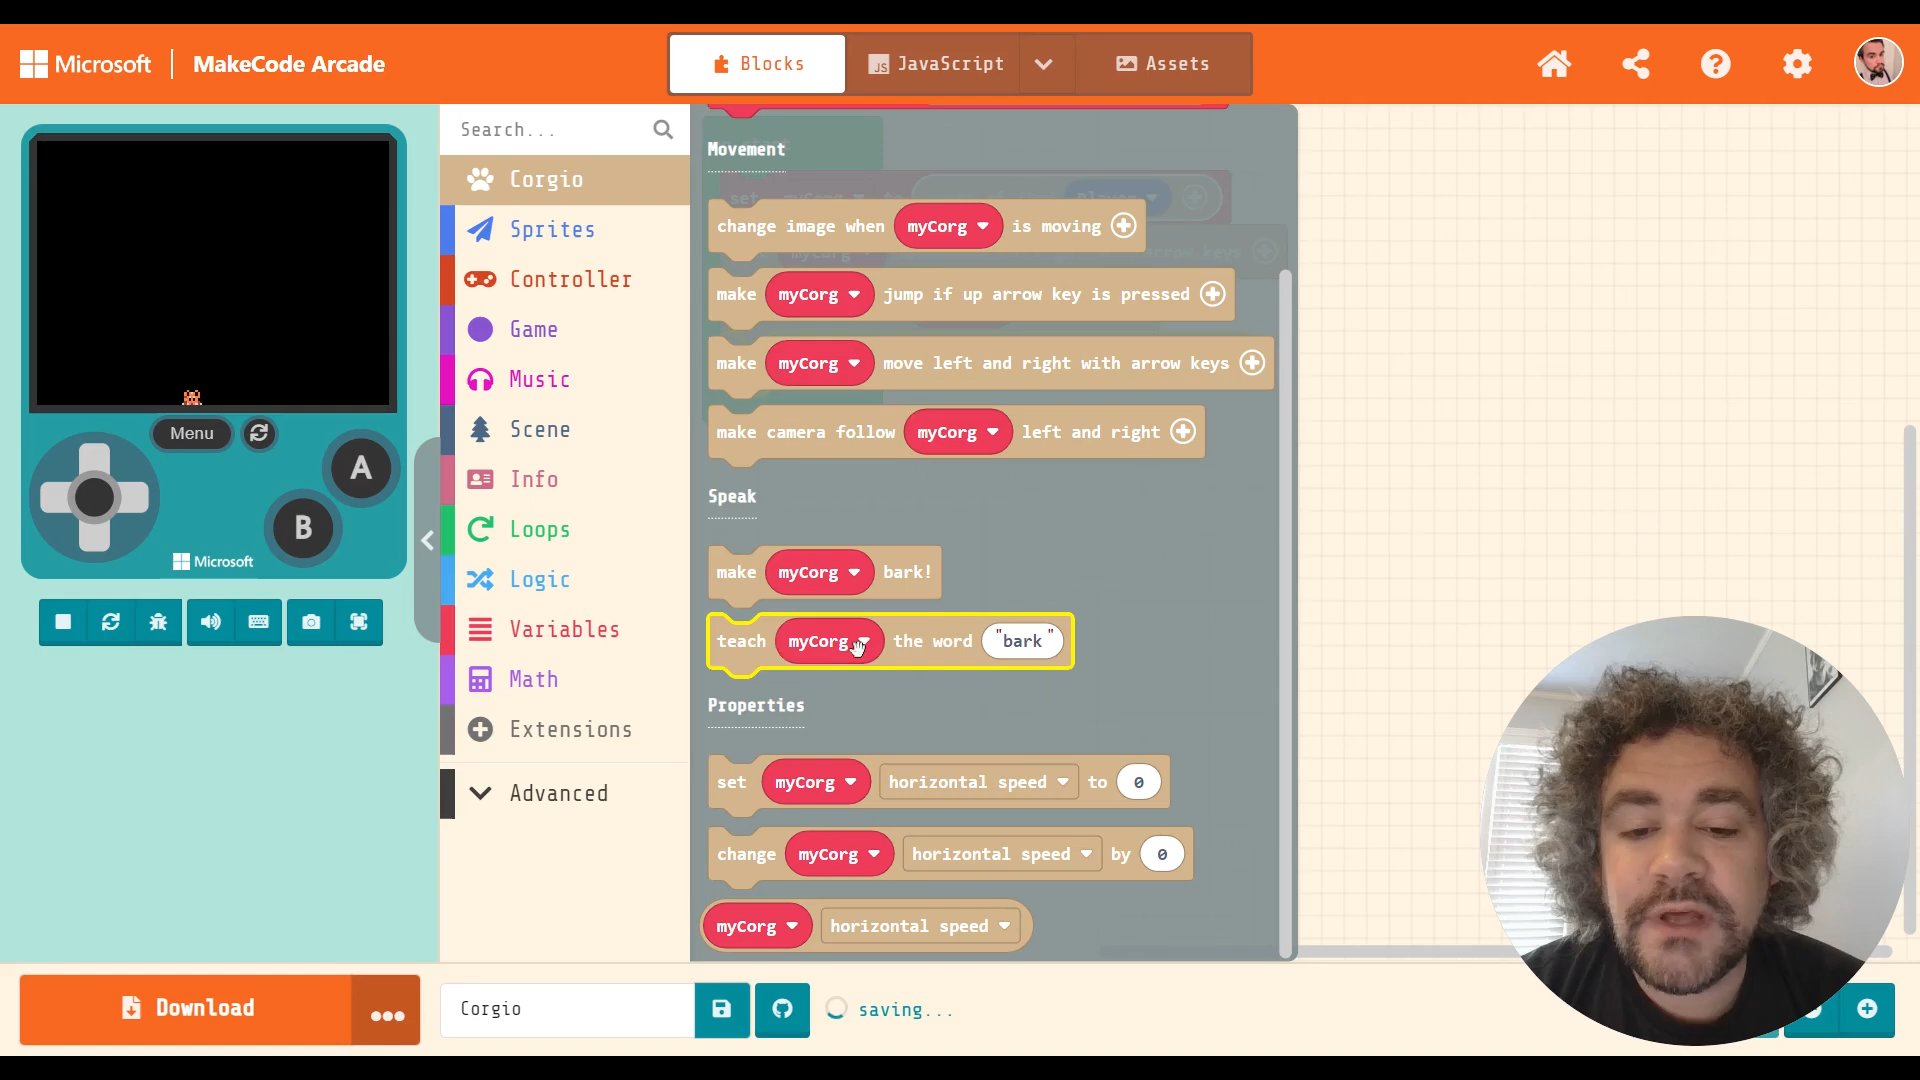 Microsoft MakeCode Arcade
Blocks
JavaScript
Assets
Search...
Corgio
Sprites
Controller
Game
Music
Scene
Info
Loops
Logic
Variables
Math
Extensions
Advanced
Menu
A
B
Microsoft
Movement
change image when myCorg is moving
make myCorg jump if up arrow key is pressed
make myCorg move left and right with arrow keys
make camera follow myCorg left and right
Speak
make myCorg bark!
teach myCorg the word "bark"
Properties
set myCorg horizontal speed to 0
change myCorg horizontal speed by 0
myCorg horizontal speed
Download
Corgio
saving...